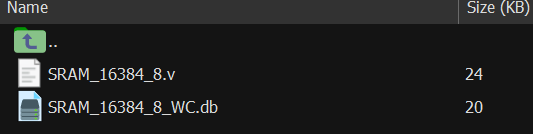 Name Size (KB)
..
SRAM_16384_8.v 24
SRAM_16384_8_WC.db 20